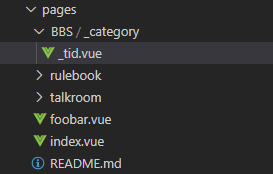 pages
BBS / _category
_tid.vue
rulebook
talkroom
foobar.vue
index.vue
README.md